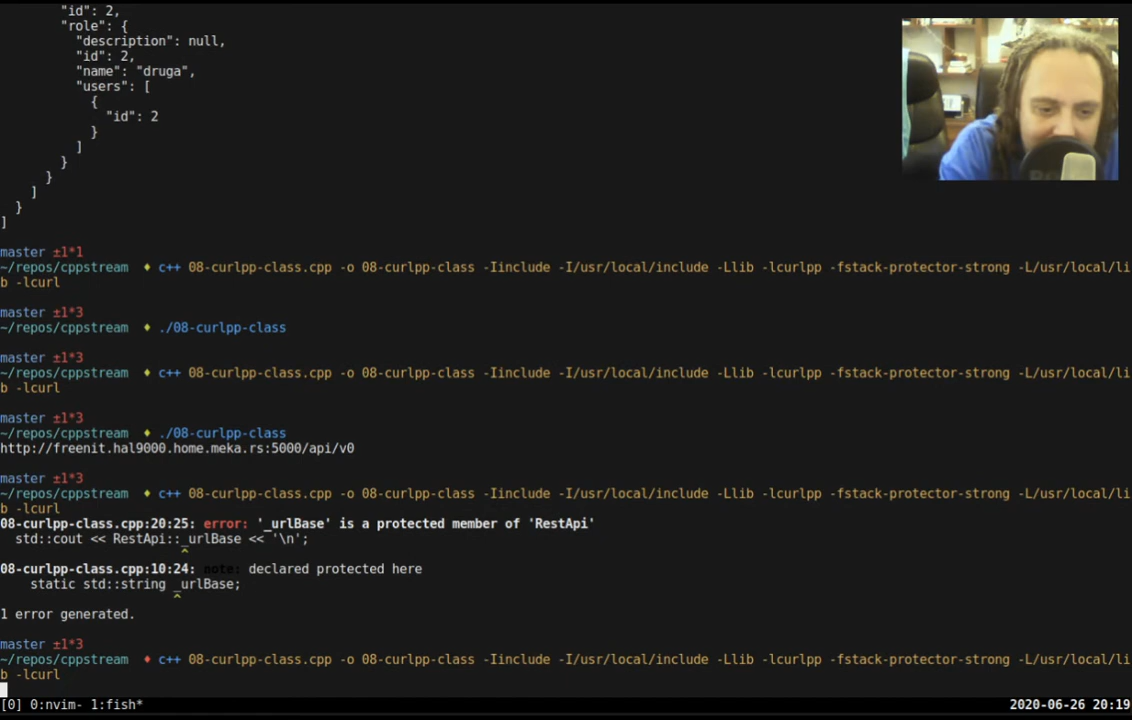 "id": 2,
"role": {
"description": null,
"id": 2,
"name": "druga",
"users": [
{
"id": 2
}
]
}
}
]
}
]
master ±1*1
~/repos/cppstream ♦ c++ 08-curlpp-class.cpp -o 08-curlpp-class -Iinclude -I/usr/local/include -Llib -lcurlpp -fstack-protector-strong -L/usr/local/li
b -lcurl
master ±1*3
~/repos/cppstream ♦ ./08-curlpp-class
master ±1*3
~/repos/cppstream ♦ c++ 08-curlpp-class.cpp -o 08-curlpp-class -Iinclude -I/usr/local/include -Llib -lcurlpp -fstack-protector-strong -L/usr/local/li
b -lcurl
master ±1*3
~/repos/cppstream ♦ ./08-curlpp-class
http://freenit.hal9000.home.meka.rs:5000/api/v0
master ±1*3
~/repos/cppstream ♦ c++ 08-curlpp-class.cpp -o 08-curlpp-class -Iinclude -I/usr/local/include -Llib -lcurlpp -fstack-protector-strong -L/usr/local/li
b -lcurl
08-curlpp-class.cpp:20:25: error: '_urlBase' is a protected member of 'RestApi'
std::cout << RestApi::_urlBase << '\n';
^
08-curlpp-class.cpp:10:24: note: declared protected here
static std::string _urlBase;
^
1 error generated.
master ±1*3
~/repos/cppstream ♦ c++ 08-curlpp-class.cpp -o 08-curlpp-class -Iinclude -I/usr/local/include -Llib -lcurlpp -fstack-protector-strong -L/usr/local/li
b -lcurl
[0] 0:nvim- 1:fish* 2020-06-26 20:19